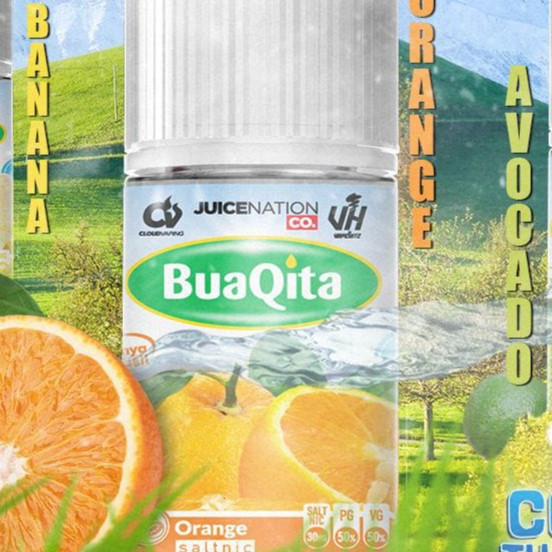 BANANA
ORANGE
AVOCADO
CLOUDVAPING
JUICENATION
CO.
VH
BuaQita
Orange
saltnic
SALT
NIC
30
PG
50%
VG
50%